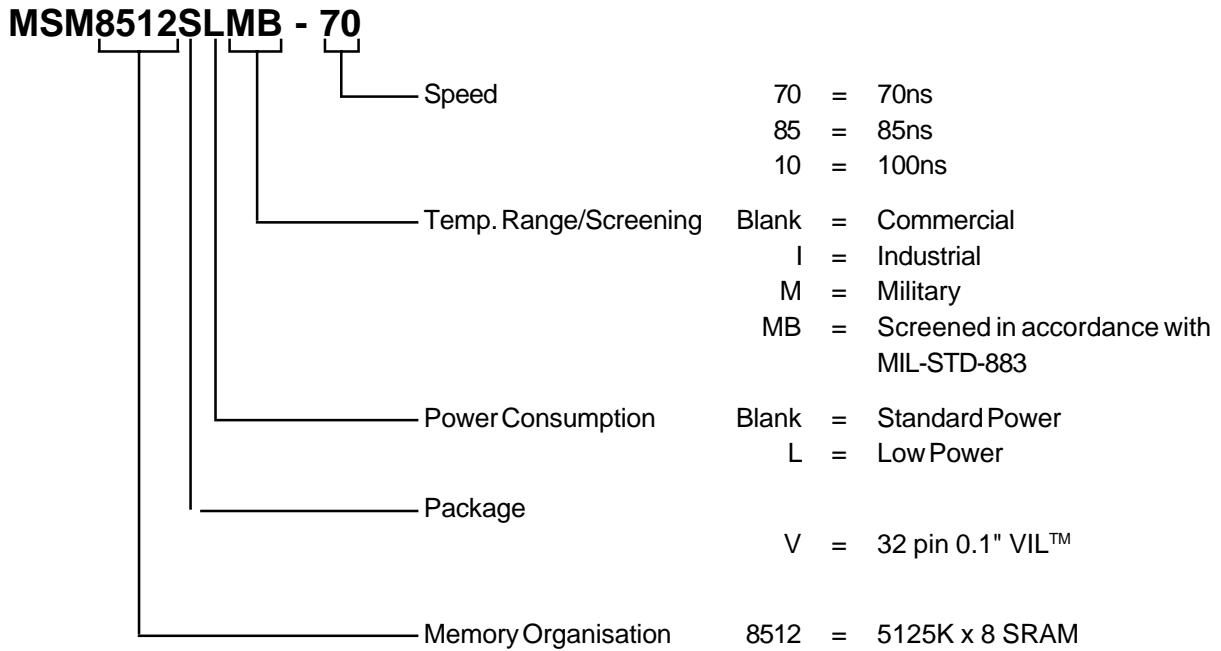 MSM8512SLMB - 70
Speed 70 = 70ns
85 = 85ns
10 = 100ns
Temp. Range/Screening Blank = Commercial
I = Industrial
M = Military
MB = Screened in accordance with
MIL-STD-883
Power Consumption Blank = Standard Power
L = Low Power
Package
V = 32 pin 0.1" VIL™
Memory Organisation 8512 = 5125K x 8 SRAM